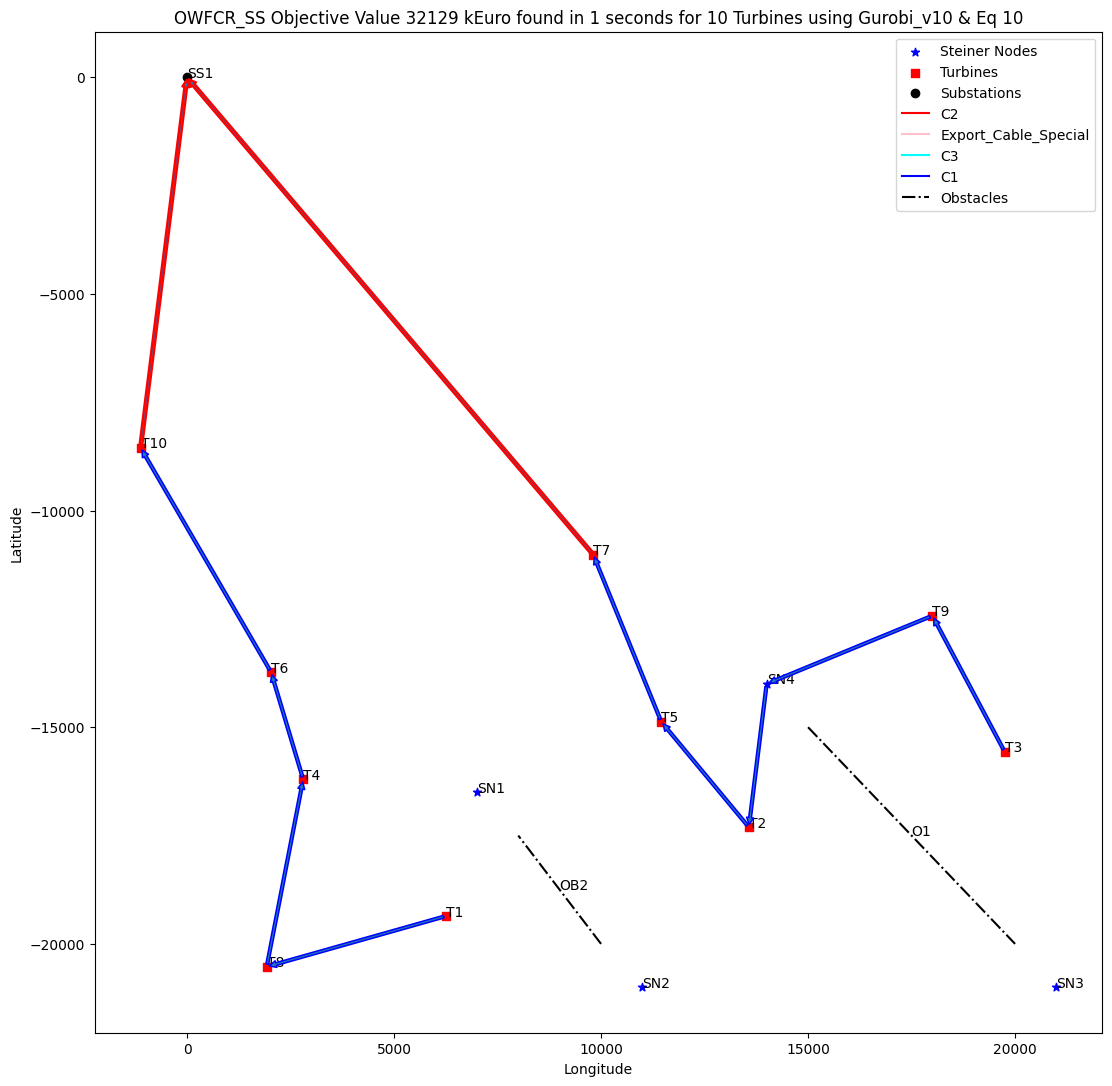 OWFCR_SS Objective Value 32129 kEuro found in 1 seconds for 10 Turbines using Gurobi_v10 & Eq 10
Steiner Nodes
Turbines
Substations
C2
Export_Cable_Special
C3
C1
Obstacles
SS1
T10
T7
T9
T6
SN4
T5
T3
T4
SN1
T2
O1
OB2
T1
T8
SN2
SN3
0
−5000
−10000
−15000
−20000
Latitude
0
5000
10000
15000
20000
Longitude